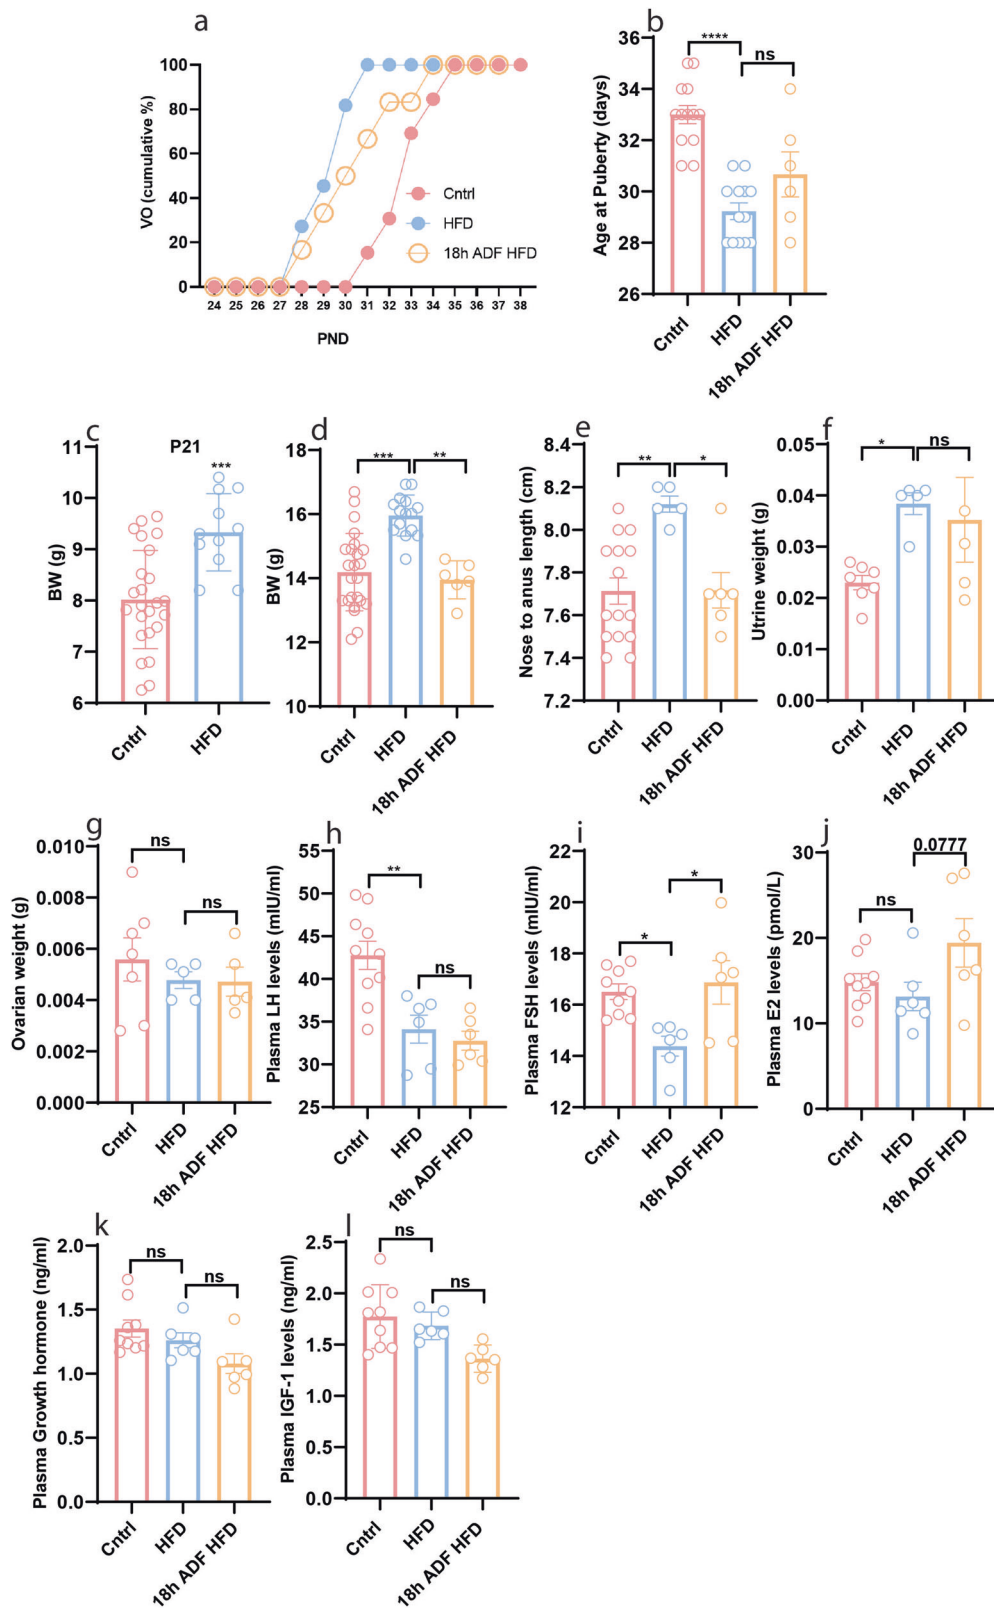 a
VO (cumulative %)
100
80
60
40
20
0
24 25 26 27 28 29 30 31 32 33 34 35 36 37 38
PND
Cntrl
HFD
18h ADF HFD
b
Age at Puberty (days)
36
34
32
30
28
26
****
ns
Cntrl
HFD
18h ADF HFD
c
P21
BW (g)
11
10
9
8
7
6
***
Cntrl
HFD
d
BW (g)
18
16
14
12
10
***
**
Cntrl
HFD
18h ADF HFD
e
Nose to anus length (cm)
8.4
8.2
8.0
7.8
7.6
7.4
7.2
**
*
Cntrl
HFD
18h ADF HFD
f
Utrine weight (g)
0.05
0.04
0.03
0.02
0.01
0.00
*
ns
Cntrl
HFD
18h ADF HFD
g
Ovarian weight (g)
0.010
0.008
0.006
0.004
0.002
0.000
ns
ns
Cntrl
HFD
18h ADF HFD
h
Plasma LH levels (mIU/ml)
55
50
45
40
35
30
25
**
ns
Cntrl
HFD
18h ADF HFD
i
Plasma FSH levels (mIU/ml)
22
20
18
16
14
12
*
*
Cntrl
HFD
18h ADF HFD
j
Plasma E2 levels (pmol/L)
30
20
10
0
ns
0.0777
Cntrl
HFD
18h ADF HFD
k
Plasma Growth hormone (ng/ml)
2.0
1.5
1.0
0.5
0.0
ns
ns
Cntrl
HFD
18h ADF HFD
l
Plasma IGF-1 levels (ng/ml)
2.5
2.0
1.5
1.0
0.5
0.0
ns
ns
Cntrl
HFD
18h ADF HFD